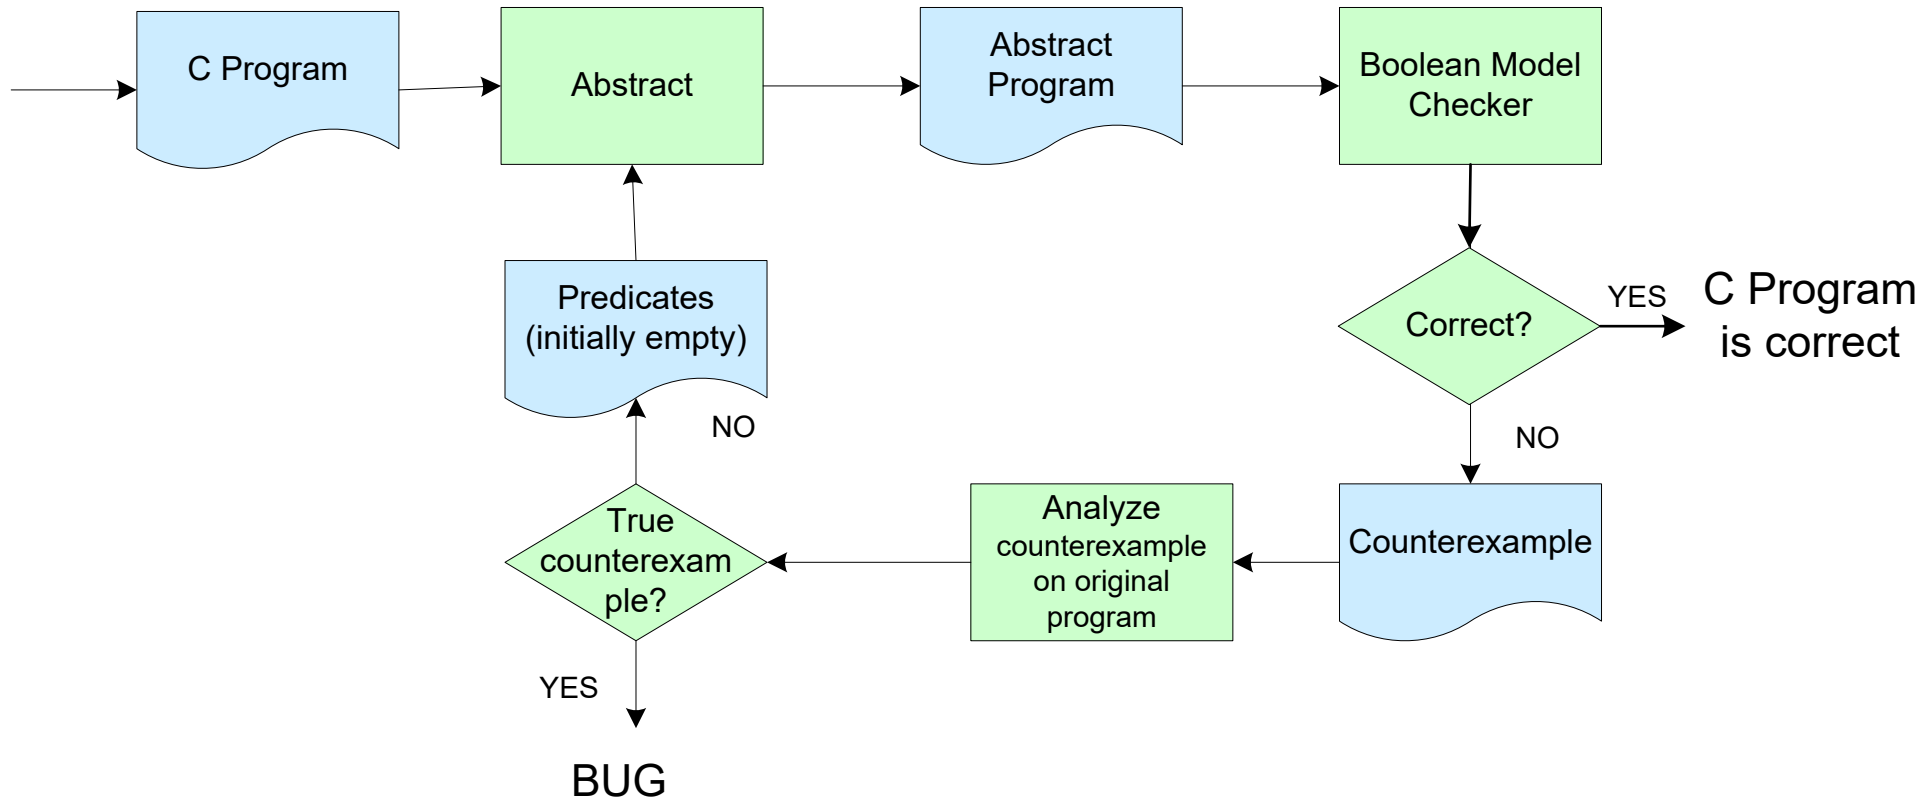 C Program
Abstract
Abstract
Program
Boolean Model
Checker
Predicates
(initially empty)
Correct?
YES
C Program
is correct
NO
NO
True
counterexam
ple?
Analyze
counterexample
on original
program
Counterexample
YES
BUG